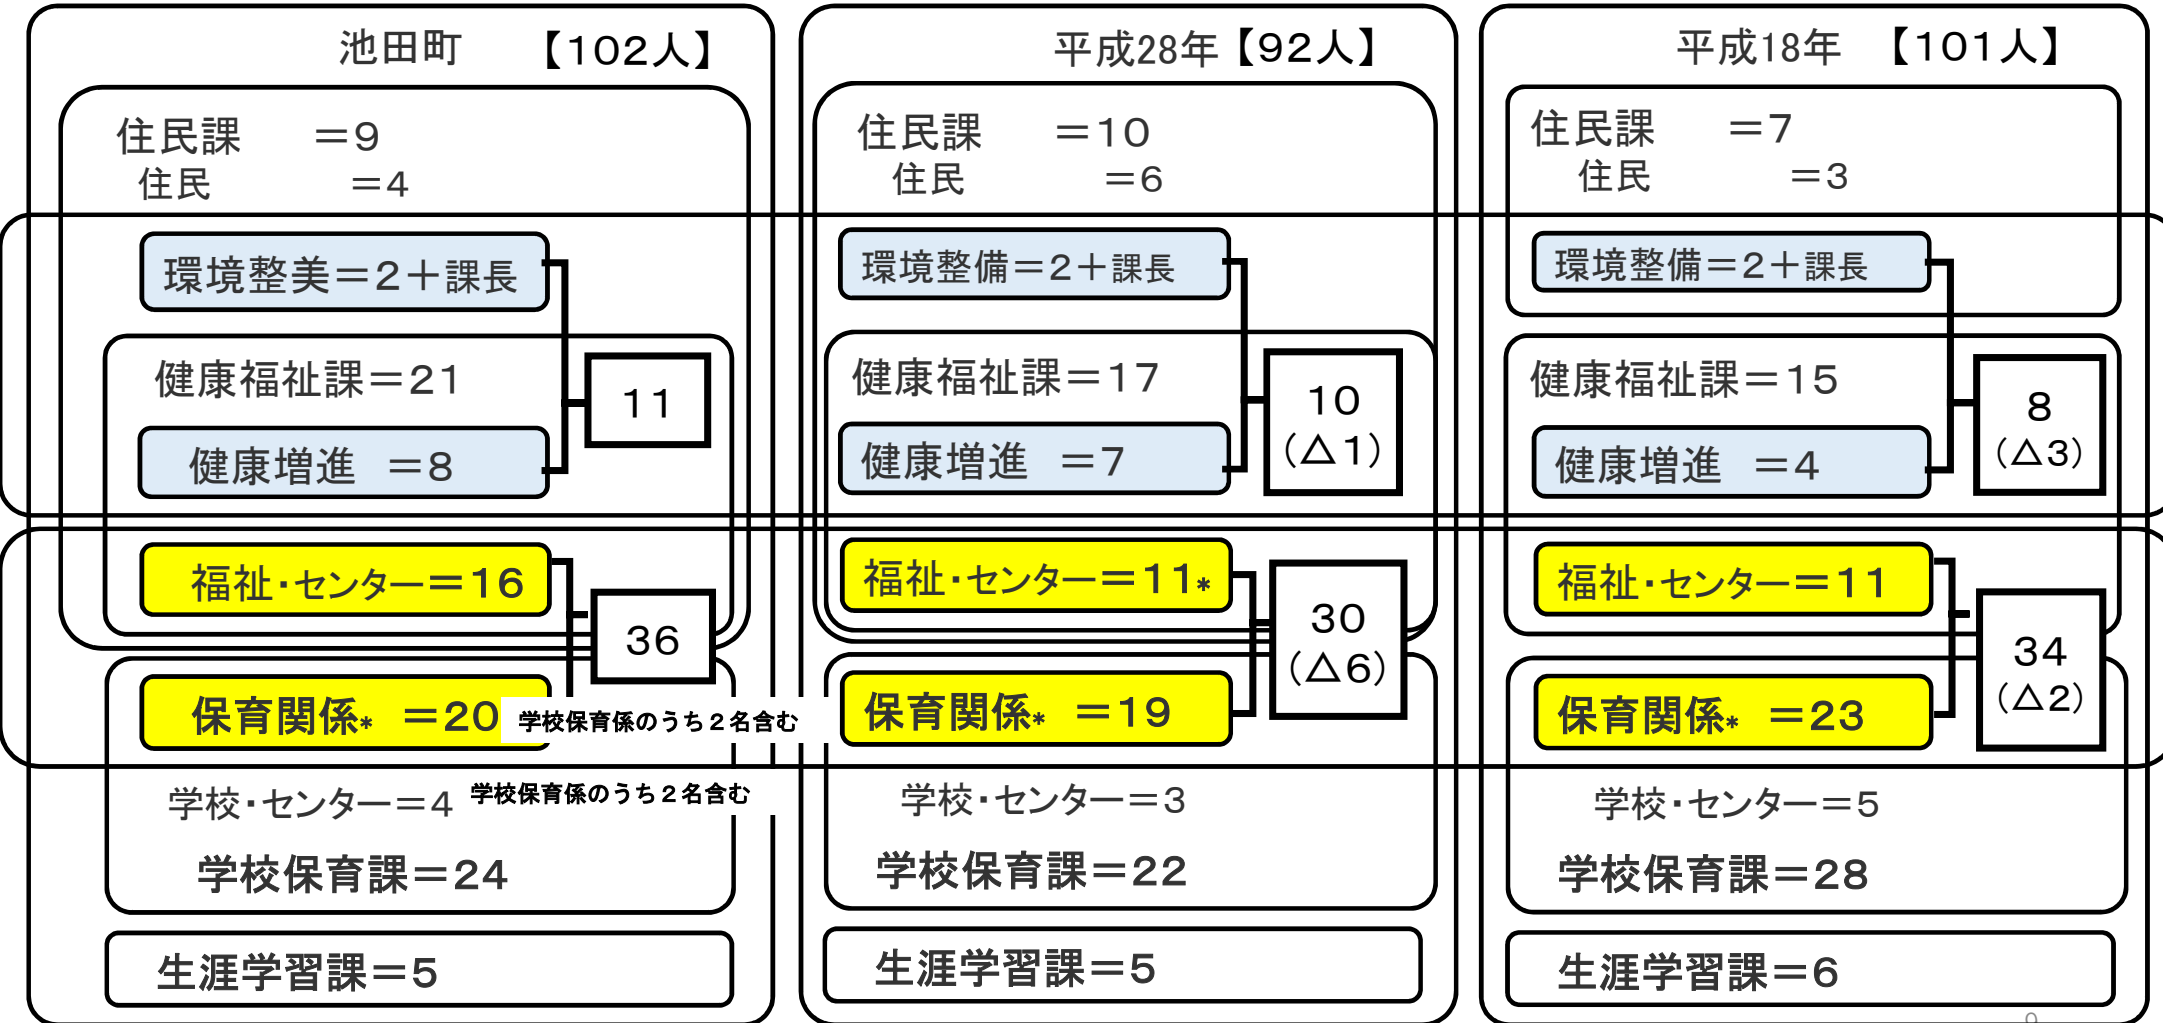 池田町 【102人】
住民課 =9
住民 =4
環境整美=2+課長
健康福祉課=21
11
健康増進 =8
福祉・センター=16
36
保育関係* =20
学校保育係のうち2名含む
学校・センター=4
学校保育係のうち2名含む
学校保育課=24
生涯学習課=5
平成28年【92人】
住民課 =10
住民 =6
環境整備=2+課長
健康福祉課=17
10
(△1)
健康増進 =7
福祉・センター=11*
30
(△6)
保育関係* =19
学校・センター=3
学校保育課=22
生涯学習課=5
平成18年 【101人】
住民課 =7
住民 =3
環境整備=2+課長
健康福祉課=15
8
(△3)
健康増進 =4
福祉・センター=11
34
(△2)
保育関係* =23
学校・センター=5
学校保育課=28
生涯学習課=6